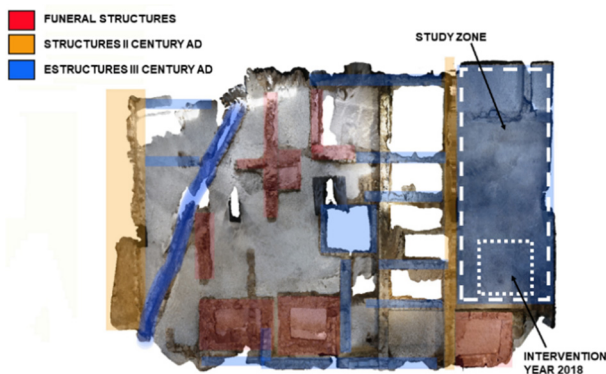 FUNERAL STRUCTURES
STRUCTURES II CENTURY AD
ESTRUCTURES III CENTURY AD
STUDY ZONE
INTERVENTION
YEAR 2018